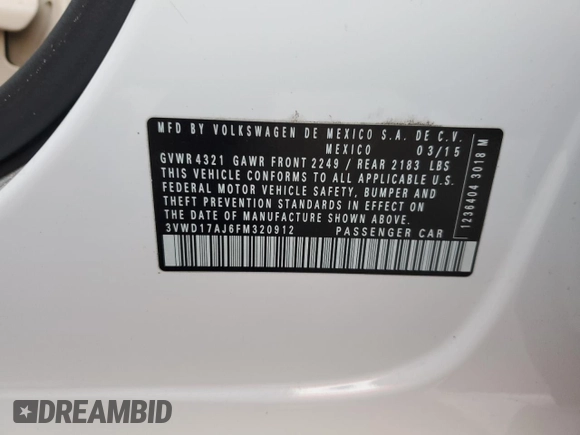 MFD BY VOLKSWAGEN DE MEXICO S.A. DE C.V.
MEXICO 03/15
GVWR 4321 GAWR FRONT 2249 / REAR 2183 LBS
THIS VEHICLE CONFORMS TO ALL APPLICABLE U.S.
FEDERAL MOTOR VEHICLE SAFETY, BUMPER AND
THEFT PREVENTION STANDARDS IN EFFECT ON
THE DATE OF MANUFACTURE SHOWN ABOVE.
3VWD17AJ6FM320912 PASSENGER CAR
1236404 3018 M
DREAMBID